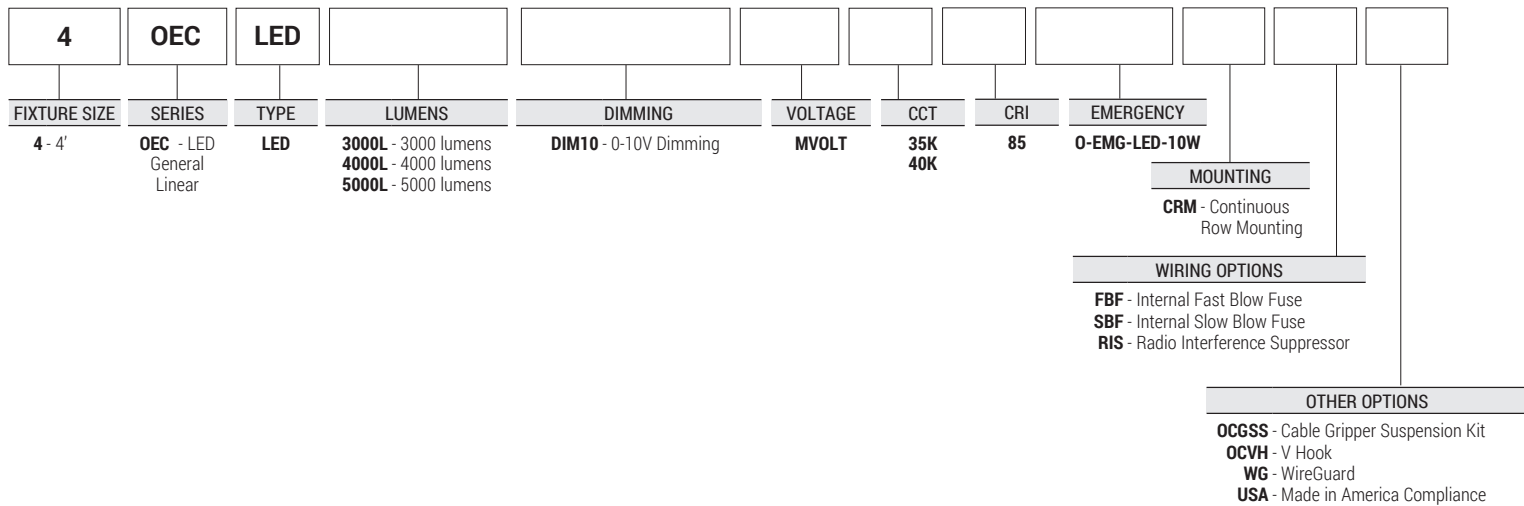 4 OEC LED
FIXTURE SIZE SERIES TYPE LUMENS DIMMING VOLTAGE CCT CRI EMERGENCY
4 - 4′ OEC - LED LED 3000L - 3000 lumens DIM10 - 0-10V Dimming MVOLT 35K 85 O-EMG-LED-10W
General 4000L - 4000 lumens 40K
Linear 5000L - 5000 lumens
MOUNTING
CRM - Continuous
Row Mounting
WIRING OPTIONS
FBF - Internal Fast Blow Fuse
SBF - Internal Slow Blow Fuse
RIS - Radio Interference Suppressor
OTHER OPTIONS
OCGSS - Cable Gripper Suspension Kit
OCVH - V Hook
WG - WireGuard
USA - Made in America Compliance